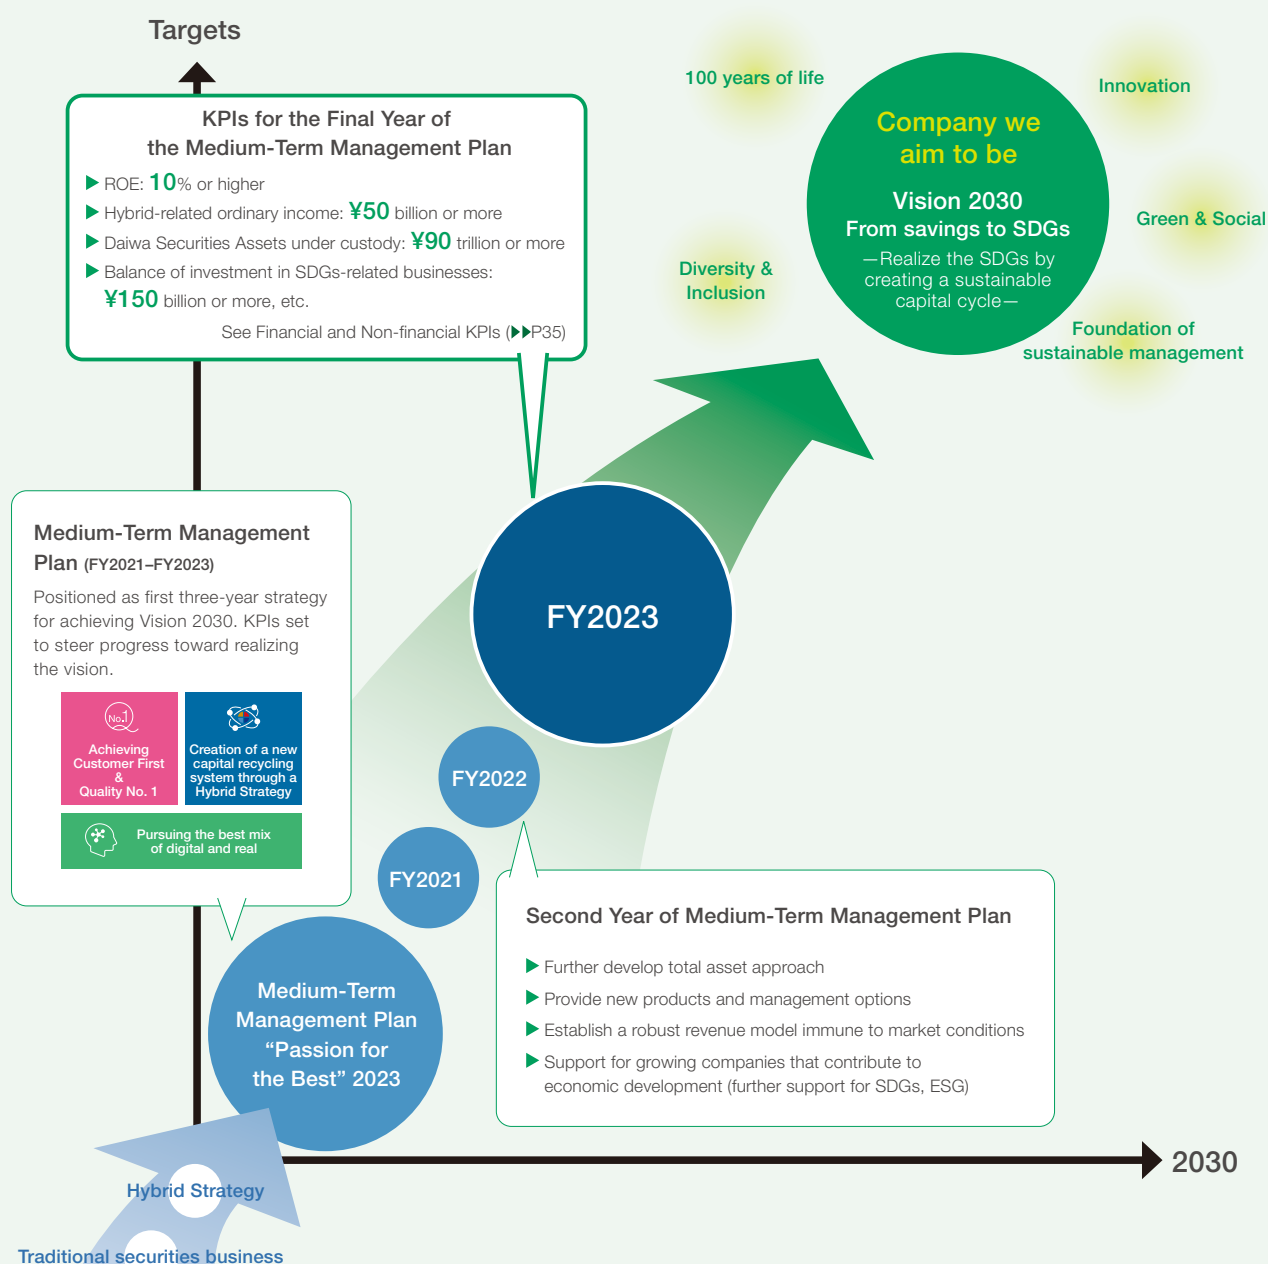 Targets
KPIs for the Final Year of
the Medium-Term Management Plan
▶ ROE: 10% or higher
▶ Hybrid-related ordinary income: ¥50 billion or more
▶ Daiwa Securities Assets under custody: ¥90 trillion or more
▶ Balance of investment in SDGs-related businesses:
¥150 billion or more, etc.
See Financial and Non-financial KPIs (▶▶P35)
100 years of life
Innovation
Company we
aim to be
Vision 2030
From savings to SDGs
—Realize the SDGs by
creating a sustainable
capital cycle—
Green & Social
Diversity &
Inclusion
Foundation of
sustainable management
Medium-Term Management
Plan (FY2021–FY2023)
Positioned as first three-year strategy
for achieving Vision 2030. KPIs set
to steer progress toward realizing
the vision.
No.1
Achieving
Customer First
&
Quality No. 1
Creation of a new
capital recycling
system through a
Hybrid Strategy
Pursuing the best mix
of digital and real
FY2023
FY2022
FY2021
Second Year of Medium-Term Management Plan
▶ Further develop total asset approach
▶ Provide new products and management options
▶ Establish a robust revenue model immune to market conditions
▶ Support for growing companies that contribute to
economic development (further support for SDGs, ESG)
Medium-Term
Management Plan
“Passion for
the Best” 2023
2030
Hybrid Strategy
Traditional securities business